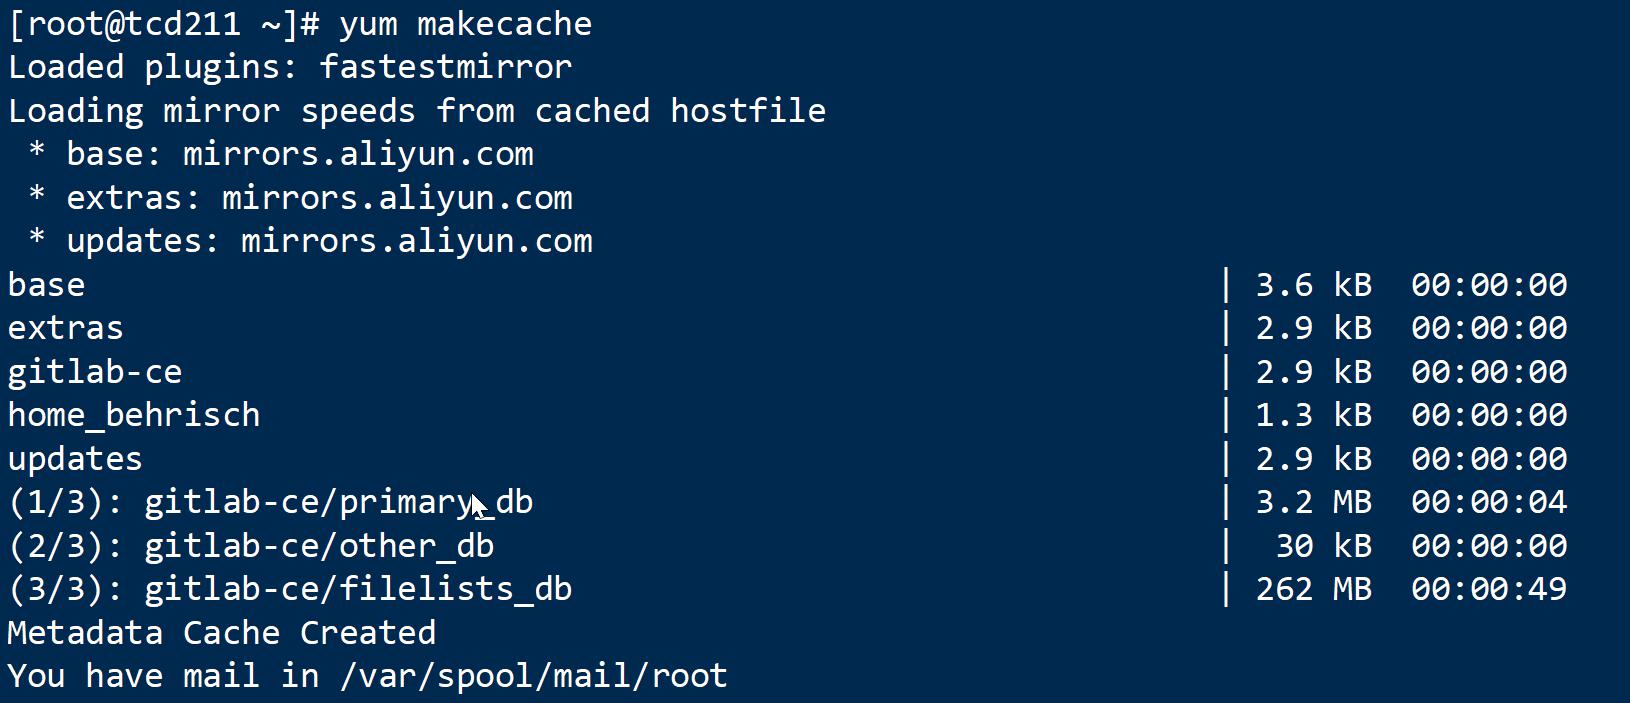 [root@tcd211 ~]# yum makecache
Loaded plugins: fastestmirror
Loading mirror speeds from cached hostfile
 * base: mirrors.aliyun.com
 * extras: mirrors.aliyun.com
 * updates: mirrors.aliyun.com
base | 3.6 kB 00:00:00
extras | 2.9 kB 00:00:00
gitlab-ce | 2.9 kB 00:00:00
home_behrisch | 1.3 kB 00:00:00
updates | 2.9 kB 00:00:00
(1/3): gitlab-ce/primary_db | 3.2 MB 00:00:04
(2/3): gitlab-ce/other_db | 30 kB 00:00:00
(3/3): gitlab-ce/filelists_db | 262 MB 00:00:49
Metadata Cache Created
You have mail in /var/spool/mail/root